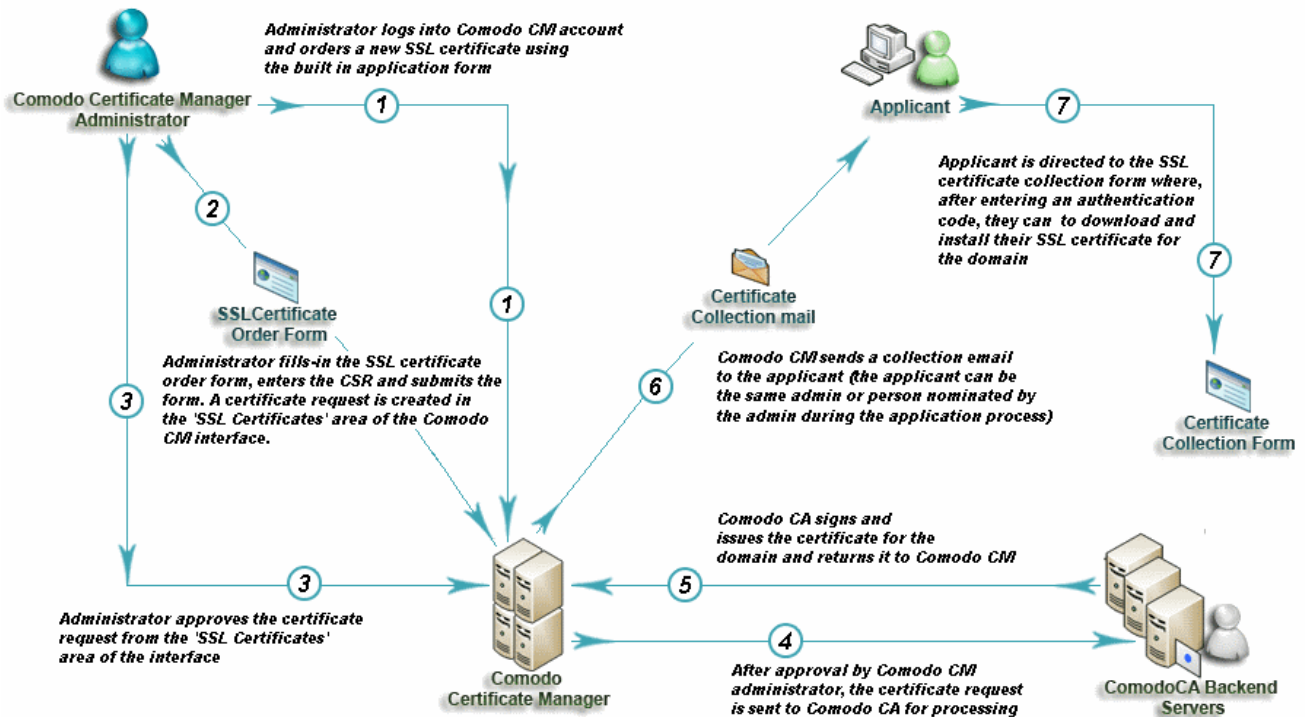 Administrator logs into Comodo CM account
and orders a new SSL certificate using
the built in application form
Comodo Certificate Manager
Administrator
1
Applicant
7
2
Applicant is directed to the SSL
certificate collection form where,
after entering an authentication
code, they can to download and
install their SSL certificate for
the domain
7
SSLCertificate
Order Form
1
Certificate
Collection mail
Administrator fills-in the SSL certificate
order form, enters the CSR and submits the
form. A certificate request is created in
the 'SSL Certificates' area of the Comodo
CM interface.
3
6
Comodo CM sends a collection email
to the applicant (the applicant can be
the same admin or person nominated by
the admin during the application process)
Certificate
Collection Form
Comodo CA signs and
issues the certificate for the
domain and returns it to Comodo CM
3
5
Administrator approves the certificate
request from the 'SSL Certificates'
area of the interface
4
Comodo
Certificate Manager
After approval by Comodo CM
administrator, the certificate request
is sent to Comodo CA for processing
ComodoCA Backend
Servers